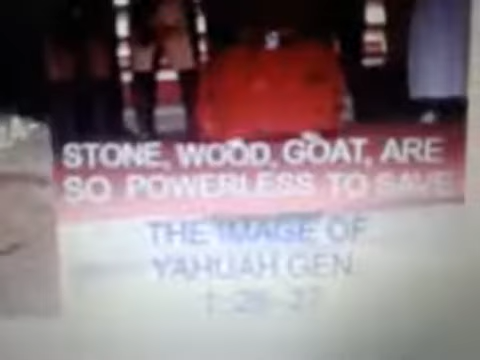 STONE, WOOD, GOAT, ARE
SO POWERLESS TO SAVE
THE IMAGE OF
YAHUAH GEN